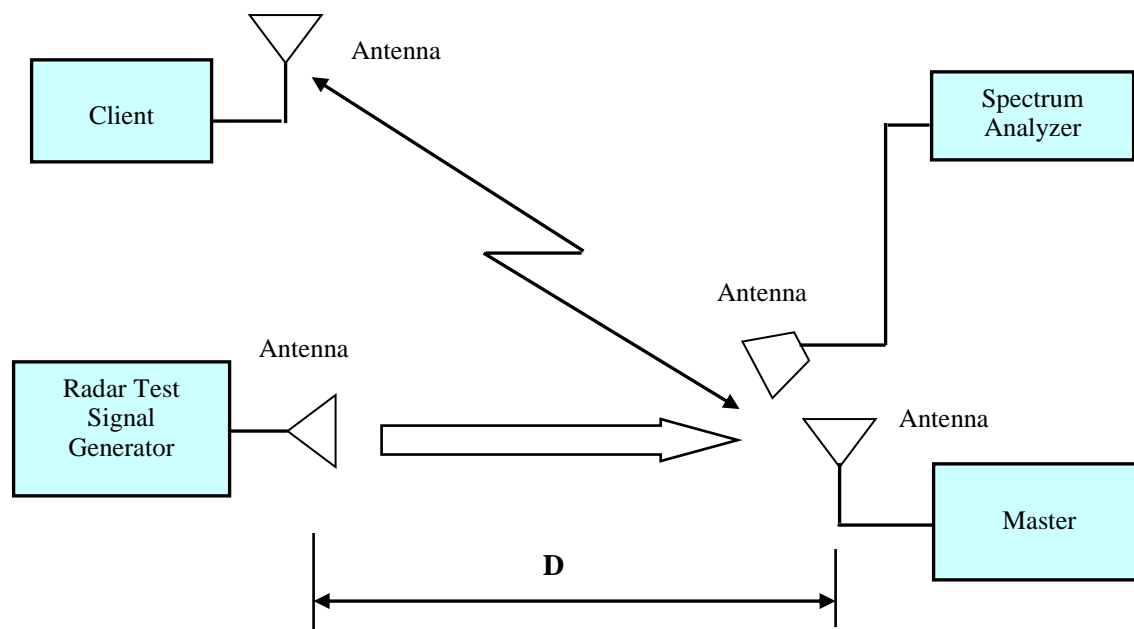 Antenna
Client
Spectrum
Analyzer
Antenna
Antenna
Radar Test
Signal
Generator
Antenna
Master
D